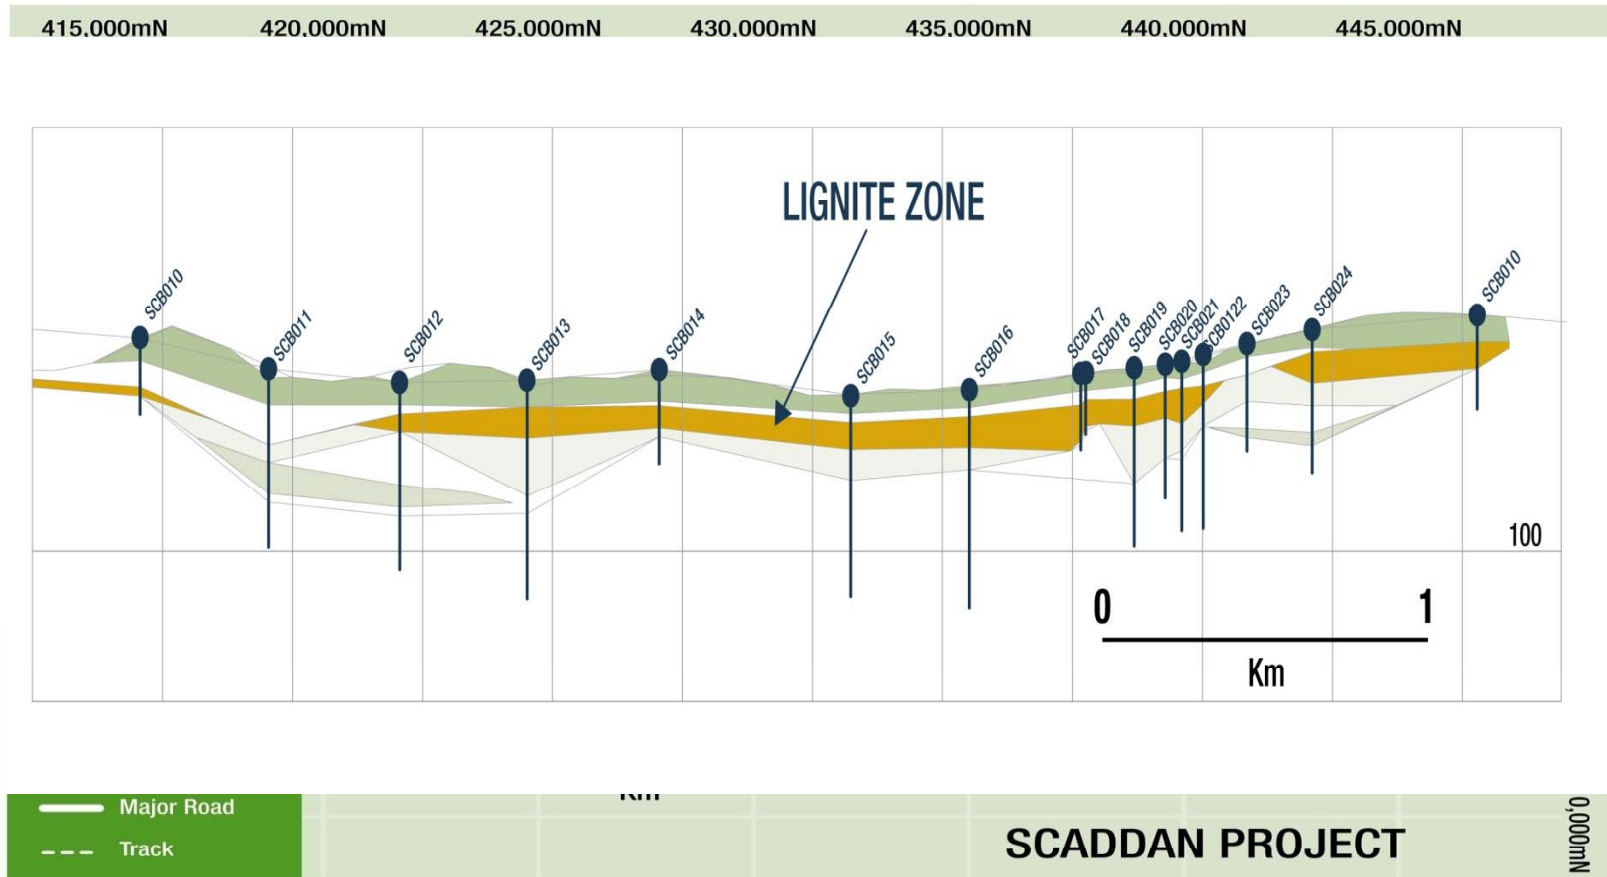 415,000mN 420,000mN 425,000mN 430,000mN 435,000mN 440,000mN 445,000mN
LIGNITE ZONE
SCB010
SCB011
SCB012
SCB013
SCB014
SCB015
SCB016
SCB017
SCB018
SCB019
SCB020
SCB021
SCB0122
SCB023
SCB024
SCB010
100
0 1
Km
Km
Major Road
Track
SCADDAN PROJECT
0,000mN